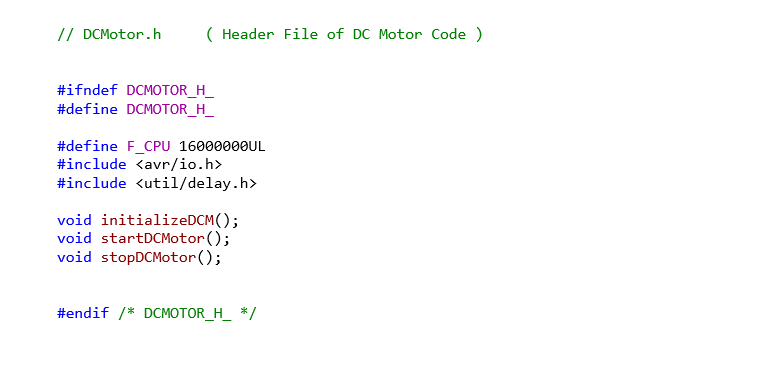 // DCMotor.h     ( Header File of DC Motor Code )
#ifndef DCMOTOR_H_
#define DCMOTOR_H_
#define F_CPU 16000000UL
#include <avr/io.h>
#include <util/delay.h>
void initializeDCM();
void startDCMotor();
void stopDCMotor();
#endif /* DCMOTOR_H_ */